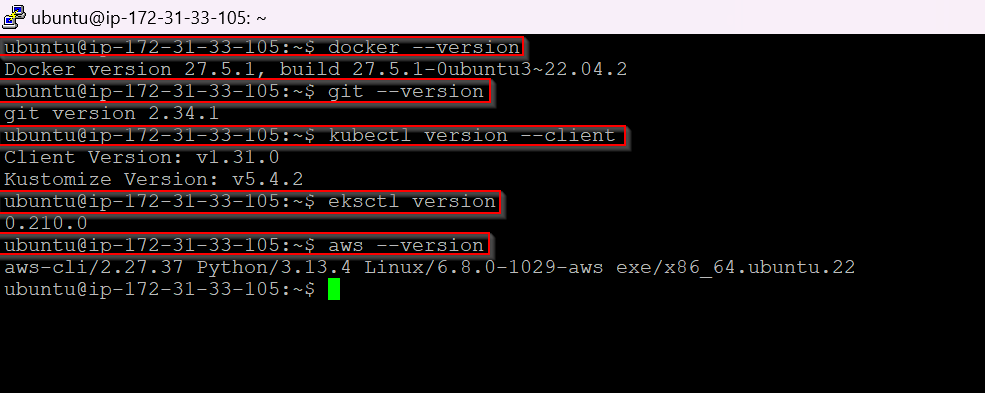 ubuntu@ip-172-31-33-105: ~
ubuntu@ip-172-31-33-105:~$ docker --version
Docker version 27.5.1, build 27.5.1-0ubuntu3~22.04.2
ubuntu@ip-172-31-33-105:~$ git --version
git version 2.34.1
ubuntu@ip-172-31-33-105:~$ kubectl version --client
Client Version: v1.31.0
Kustomize Version: v5.4.2
ubuntu@ip-172-31-33-105:~$ eksctl version
0.210.0
ubuntu@ip-172-31-33-105:~$ aws --version
aws-cli/2.27.37 Python/3.13.4 Linux/6.8.0-1029-aws exe/x86_64.ubuntu.22
ubuntu@ip-172-31-33-105:~$